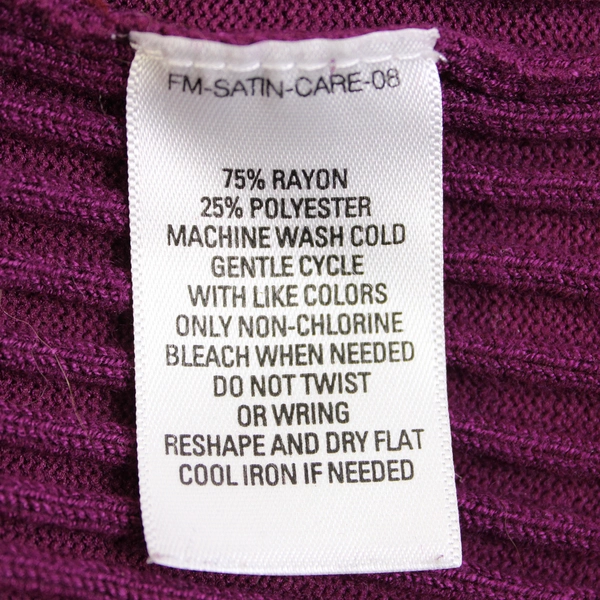 FM-SATIN-CARE-08
75% RAYON
25% POLYESTER
MACHINE WASH COLD
GENTLE CYCLE
WITH LIKE COLORS
ONLY NON-CHLORINE
BLEACH WHEN NEEDED
DO NOT TWIST
OR WRING
RESHAPE AND DRY FLAT
COOL IRON IF NEEDED